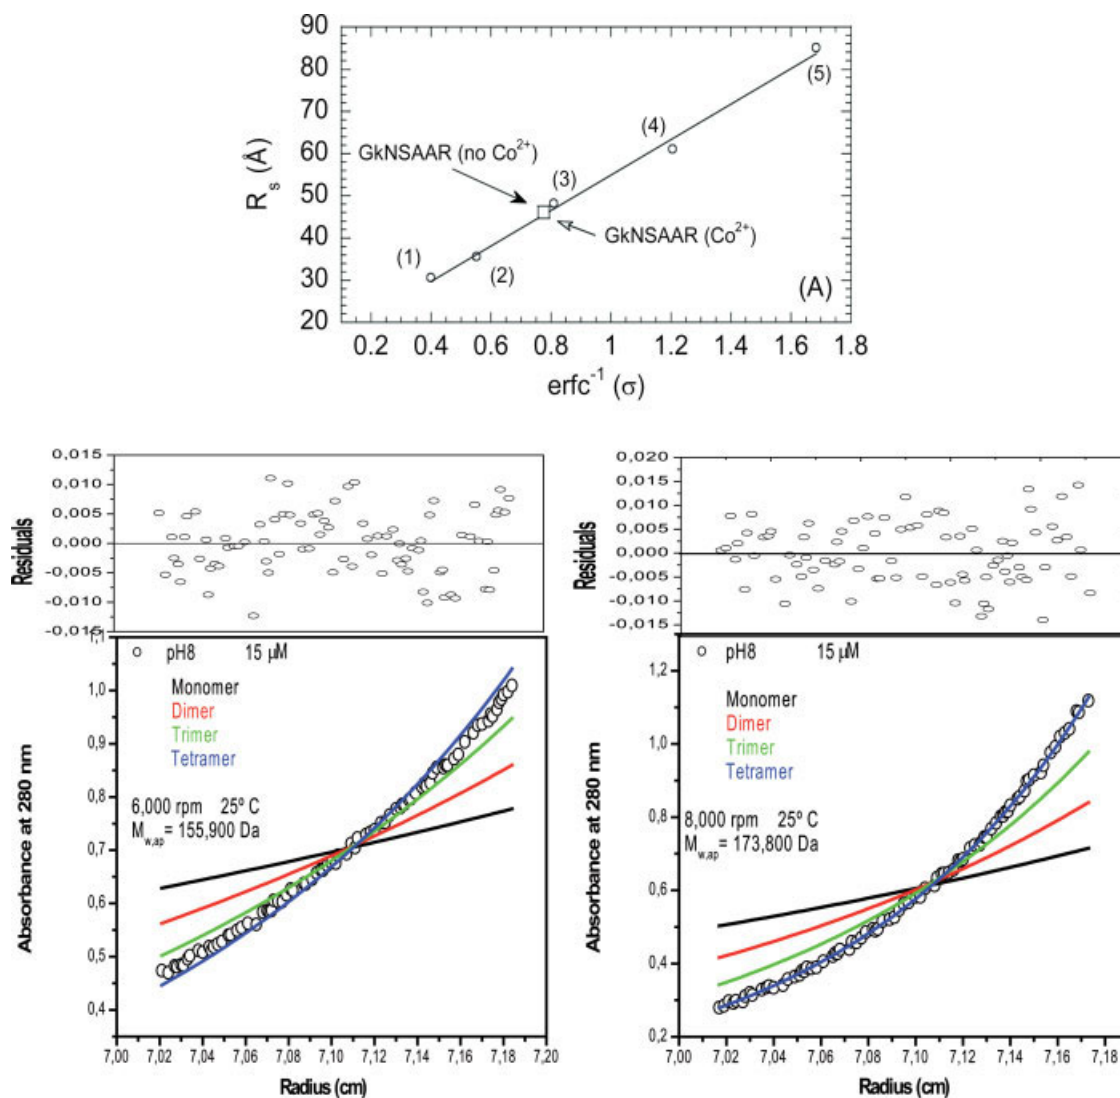 90
80
70
60
50
40
30
20
R_s (Å)
GkNSAAR (no Co²⁺)
GkNSAAR (Co²⁺)
(1)
(2)
(3)
(4)
(5)
(A)
0.2 0.4 0.6 0.8 1 1.2 1.4 1.6 1.8
erfc⁻¹ (σ)
0,015
0,010
0,005
0,000
-0,005
-0,010
-0,015
Residuals
1,1
1,0
0,9
0,8
0,7
0,6
0,5
0,4
Absorbance at 280 nm
pH8 15 µM
Monomer
Dimer
Trimer
Tetramer
6,000 rpm 25º C
M_w,ap = 155,900 Da
7,00 7,02 7,04 7,06 7,08 7,10 7,12 7,14 7,16 7,18 7,20
Radius (cm)
0,020
0,015
0,010
0,005
0,000
-0,005
-0,010
-0,015
Residuals
1,2
1,0
0,8
0,6
0,4
0,2
Absorbance at 280 nm
pH8 15 µM
Monomer
Dimer
Trimer
Tetramer
8,000 rpm 25º C
M_w,ap = 173,800 Da
7,00 7,02 7,04 7,06 7,08 7,10 7,12 7,14 7,16 7,18
Radius (cm)